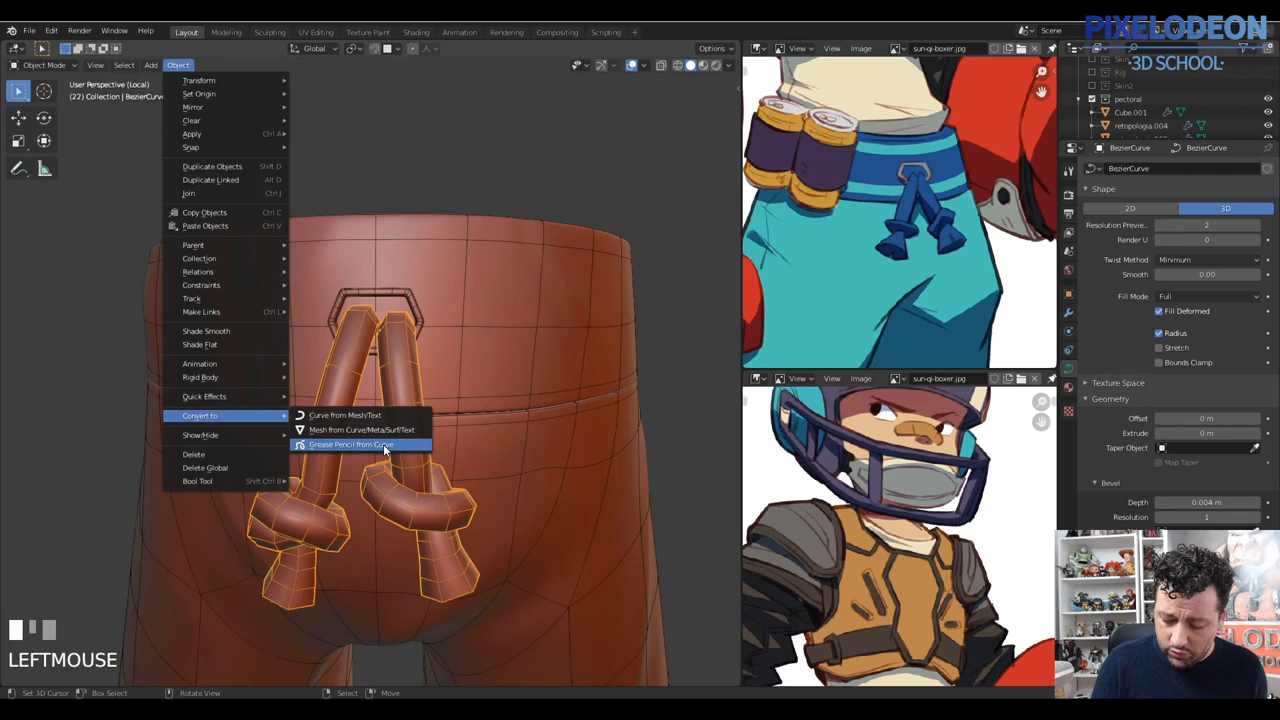 File Edit Render Window Help Layout Modeling Sculpting UV Editing Texture Paint Shading Animation Rendering Compositing Scripting + Scene
PIXELODEON
·3D SCHOOL·
Global Options
View Image sun-qi-boxer.jpg
Object Mode View Select Add Object
User Perspective (Local)
(22) Collection | BezierCurve
Transform
Set Origin
Mirror
Clear
Apply Ctrl A
Snap
Duplicate Objects Shift D
Duplicate Linked Alt D
Join Ctrl J
Copy Objects Ctrl C
Paste Objects Ctrl V
Parent
Collection
Relations
Constraints
Track
Make Links Ctrl L
Shade Smooth
Shade Flat
Animation
Rigid Body
Quick Effects
Convert to
Show/Hide
Delete
Delete Global
Bool Tool Shift Ctrl B
Curve from Mesh/Text
Mesh from Curve/Meta/Surf/Text
Grease Pencil from Curve
View Image sun-qi-boxer.jpg
Rig
Skin2
pectoral
Cube.001
retopologia.004
BezierCurve BezierCurve
BezierCurve
Shape
2D 3D
Resolution Previe... 2
Render U 0
Twist Method Minimum
Smooth 0.00
Fill Mode Full
Fill Deformed
Radius
Stretch
Bounds Clamp
Texture Space
Geometry
Offset 0 m
Extrude 0 m
Taper Object
Map Taper
Bevel
Depth 0.004 m
Resolution 1
LEFTMOUSE
Set 3D Cursor Box Select Rotate View Select Move